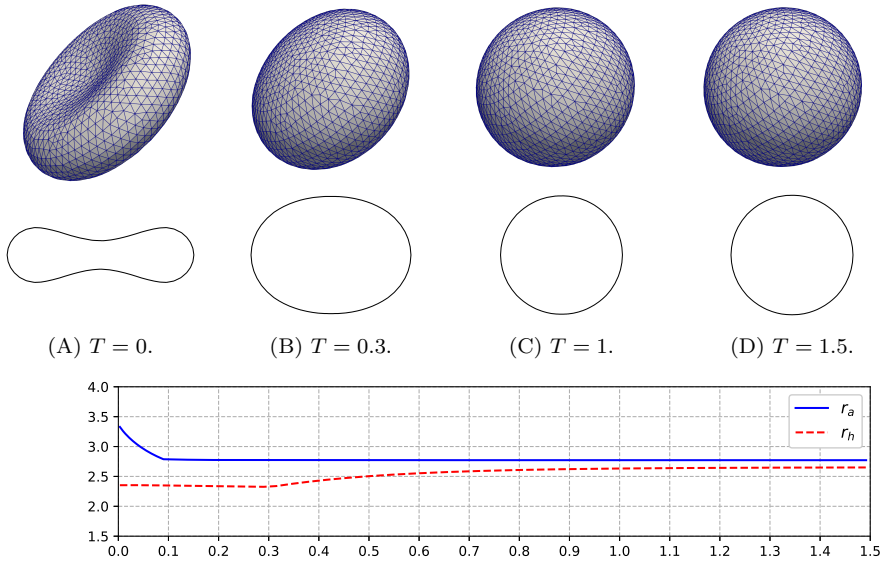 (A) T = 0.
(B) T = 0.3.
(C) T = 1.
(D) T = 1.5.
4.0
3.5
3.0
2.5
2.0
1.5
r_a
r_h
0.0 0.1 0.2 0.3 0.4 0.5 0.6 0.7 0.8 0.9 1.0 1.1 1.2 1.3 1.4 1.5